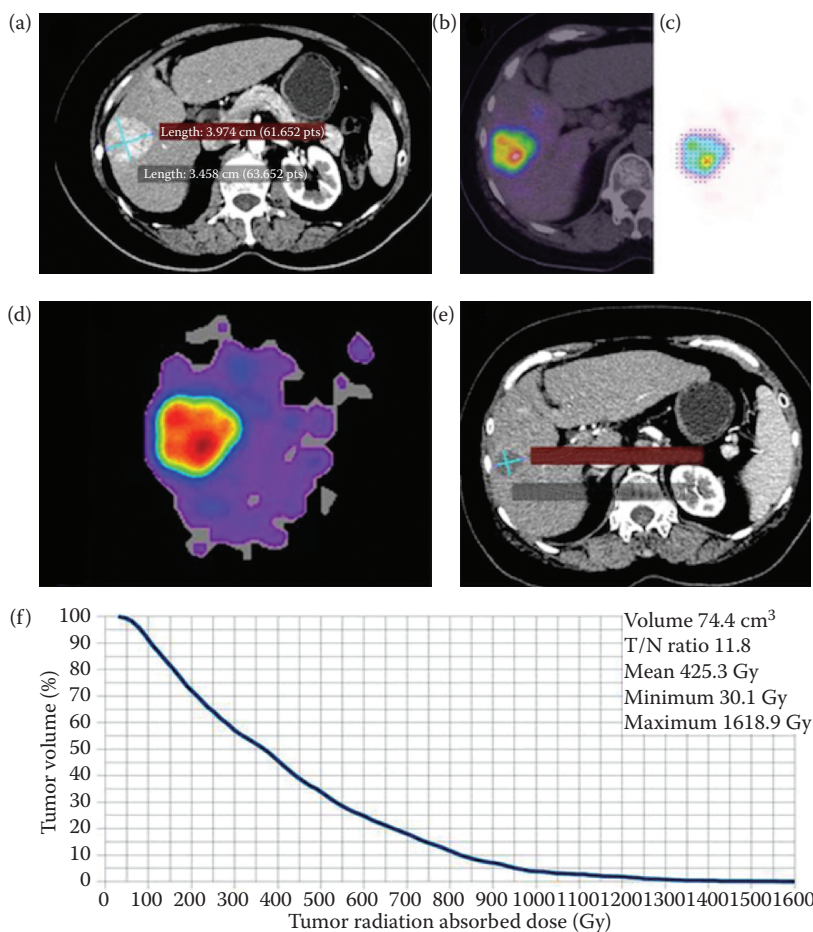 (a)
(b)
(c)
Length: 3.974 cm (61.652 pts)
Length: 3.458 cm (63.652 pts)
(d)
(e)
(f)
Volume 74.4 cm³
T/N ratio 11.8
Mean 425.3 Gy
Minimum 30.1 Gy
Maximum 1618.9 Gy
Tumor volume (%)
100
90
80
70
60
50
40
30
20
10
0
0 100 200 300 400 500 600 700 800 900 1000 1100 1200 1300 1400 1500 1600
Tumor radiation absorbed dose (Gy)